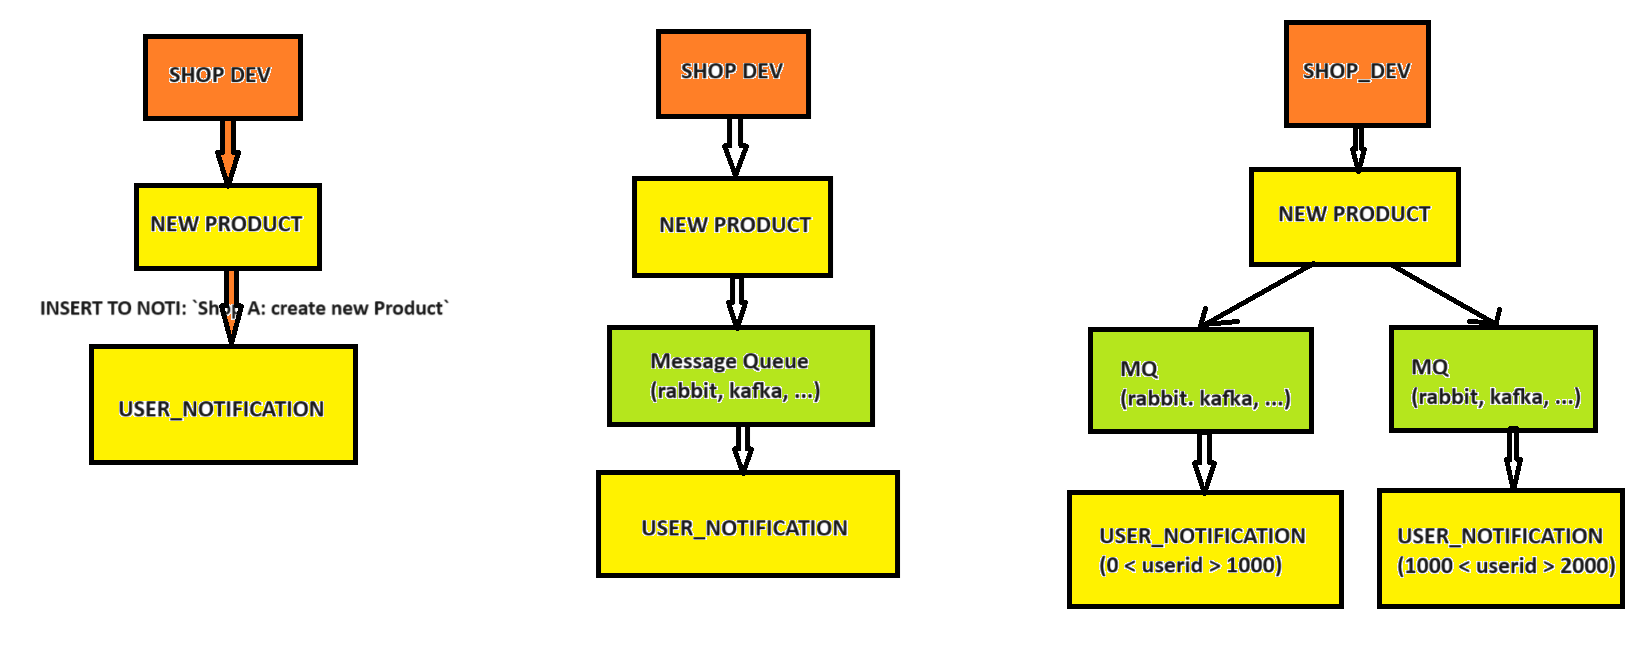 SHOP DEV
NEW PRODUCT
INSERT TO NOTI: `Shop A: create new Product`
USER_NOTIFICATION
SHOP DEV
NEW PRODUCT
Message Queue
(rabbit, kafka, ...)
USER_NOTIFICATION
SHOP_DEV
NEW PRODUCT
MQ
(rabbit. kafka, ...)
USER_NOTIFICATION
(0 < userid > 1000)
MQ
(rabbit, kafka, ...)
USER_NOTIFICATION
(1000 < userid > 2000)